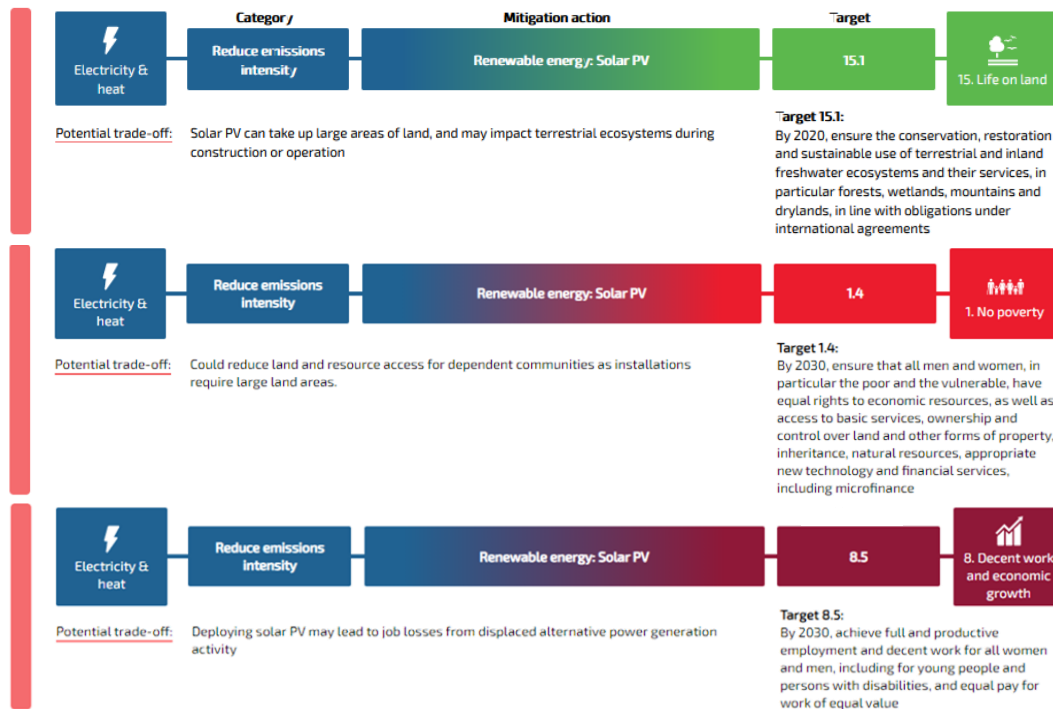 Category
Mitigation action
Target
Electricity &
heat
Reduce emissions
intensity
Renewable energy: Solar PV
15.1
15. Life on land
Potential trade-off:
Solar PV can take up large areas of land, and may impact terrestrial ecosystems during
construction or operation
Target 15.1:
By 2020, ensure the conservation, restoration
and sustainable use of terrestrial and inland
freshwater ecosystems and their services, in
particular forests, wetlands, mountains and
drylands, in line with obligations under
international agreements
Electricity &
heat
Reduce emissions
intensity
Renewable energy: Solar PV
1.4
1. No poverty
Potential trade-off:
Could reduce land and resource access for dependent communities as installations
require large land areas.
Target 1.4:
By 2030, ensure that all men and women, in
particular the poor and the vulnerable, have
equal rights to economic resources, as well as
access to basic services, ownership and
control over land and other forms of property,
inheritance, natural resources, appropriate
new technology and financial services,
including microfinance
Electricity &
heat
Reduce emissions
intensity
Renewable energy: Solar PV
8.5
8. Decent work
and economic
growth
Potential trade-off:
Deploying solar PV may lead to job losses from displaced alternative power generation
activity
Target 8.5:
By 2030, achieve full and productive
employment and decent work for all women
and men, including for young people and
persons with disabilities, and equal pay for
work of equal value